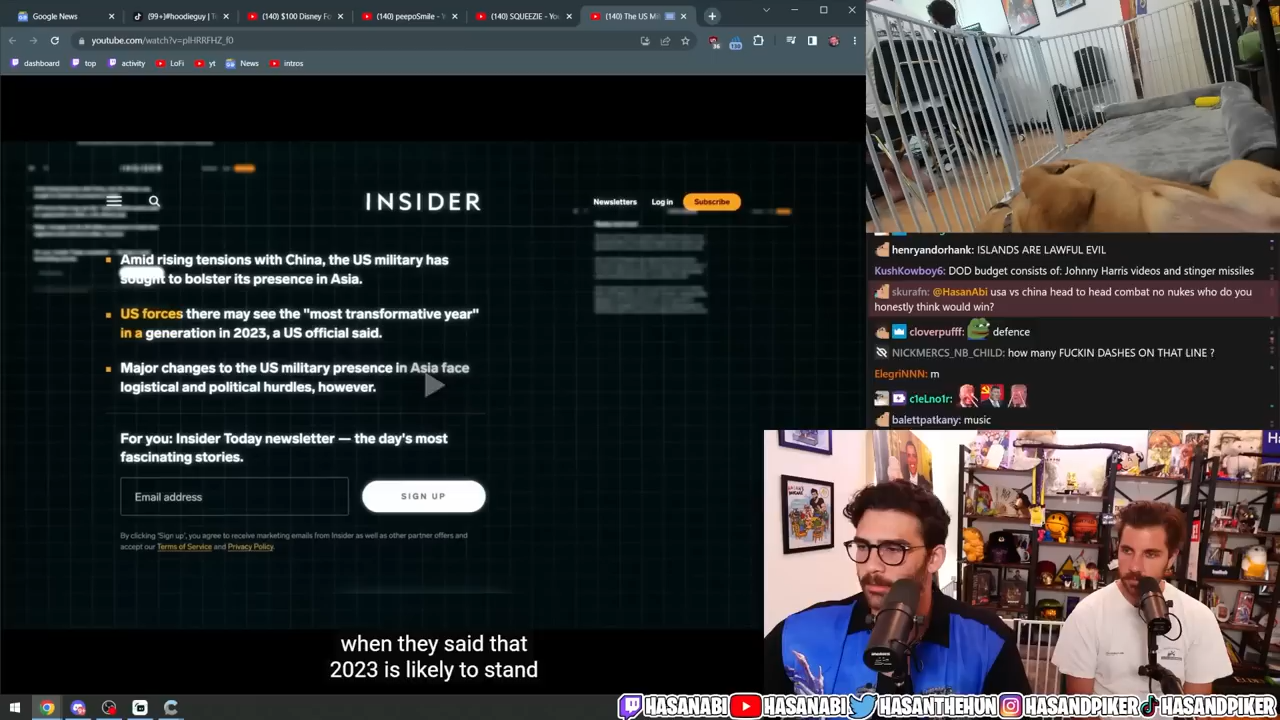 Google News
(99+)#hoodieguy | T
(140) $100 Disney Fo
(140) peepoSmile - Y
(140) SQUEEZIE - You
(140) The US Mi
youtube.com/watch?v=plHRRFHZ_f0
36
dashboard
top
activity
LoFi
yt
News
intros
INSIDER
Newsletters
Log in
Subscribe
Amid rising tensions with China, the US military has
sought to bolster its presence in Asia.
US forces there may see the "most transformative year"
in a generation in 2023, a US official said.
Major changes to the US military presence in Asia face
logistical and political hurdles, however.
For you: Insider Today newsletter — the day's most
fascinating stories.
Email address
SIGN UP
By clicking 'Sign up', you agree to receive marketing emails from Insider as well as other partner offers and
accept our Terms of Service and Privacy Policy.
when they said that
2023 is likely to stand
henryandorhank: ISLANDS ARE LAWFUL EVIL
KushKowboy6: DOD budget consists of: Johnny Harris videos and stinger missiles
skurafn: @HasanAbi usa vs china head to head combat no nukes who do you
honestly think would win?
cloverpufff: defence
NICKMERCS_NB_CHILD: how many FUCKIN DASHES ON THAT LINE ?
ElegriNNN: m
c1eLno1r:
balettpatkany: music
HASANABI
HASANABI
HASANTHEHUN
HASANDPIKER
HASANDPIKER